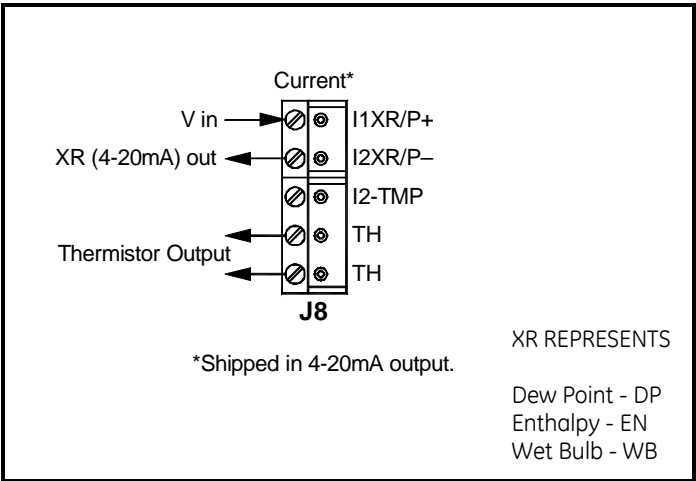 Current*
V in
I1XR/P+
XR (4-20mA) out
I2XR/P–
I2-TMP
TH
Thermistor Output
TH
J8
*Shipped in 4-20mA output.
XR REPRESENTS
Dew Point - DP
Enthalpy - EN
Wet Bulb - WB